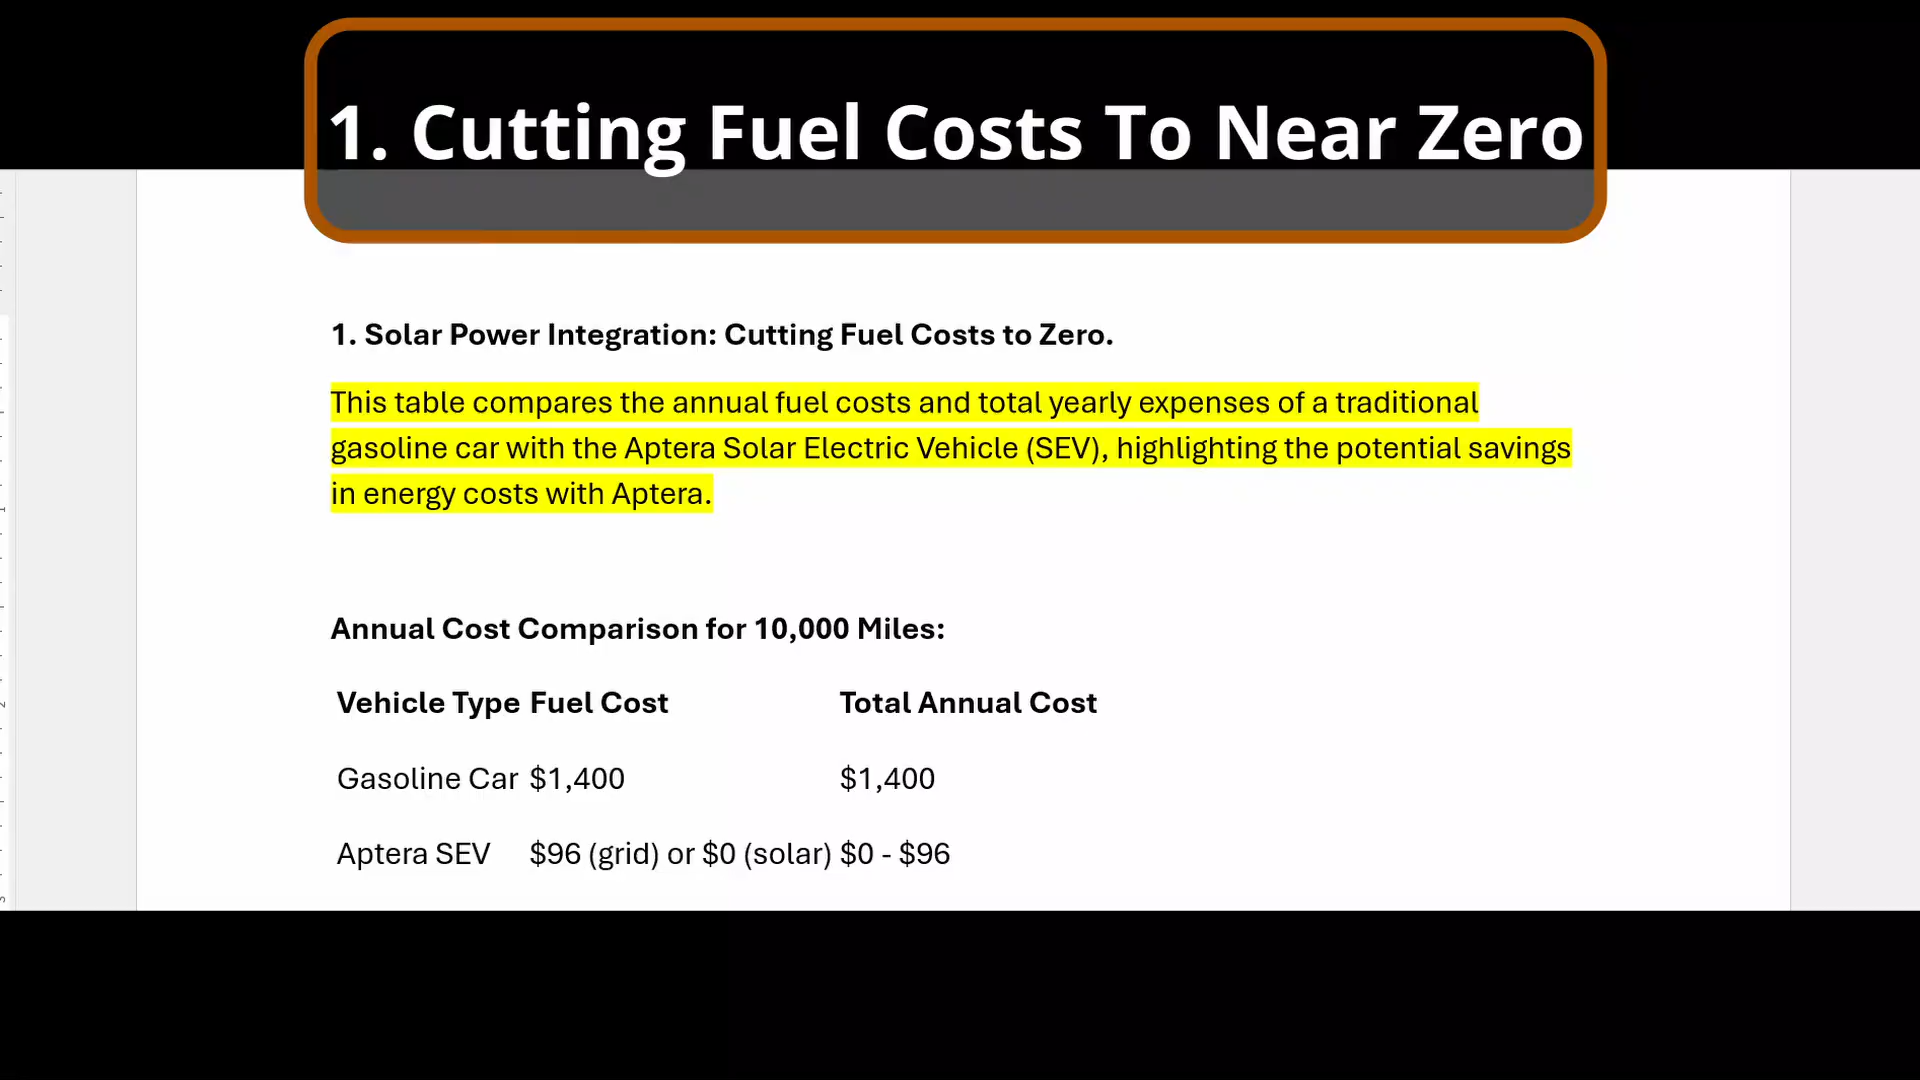 1. Cutting Fuel Costs To Near Zero
1. Solar Power Integration: Cutting Fuel Costs to Zero.
This table compares the annual fuel costs and total yearly expenses of a traditional
gasoline car with the Aptera Solar Electric Vehicle (SEV), highlighting the potential savings
in energy costs with Aptera.
Annual Cost Comparison for 10,000 Miles:
Vehicle Type Fuel Cost Total Annual Cost
Gasoline Car $1,400 $1,400
Aptera SEV $96 (grid) or $0 (solar) $0 - $96